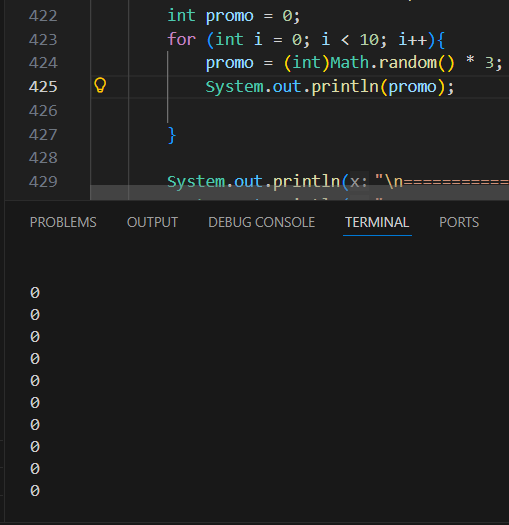 422 int promo = 0;
423 for (int i = 0; i < 10; i++){
424 promo = (int)Math.random() * 3;
425 System.out.println(promo);
426
427 }
428
429 System.out.println(x: "\n===========
PROBLEMS OUTPUT DEBUG CONSOLE TERMINAL PORTS
0
0
0
0
0
0
0
0
0
0